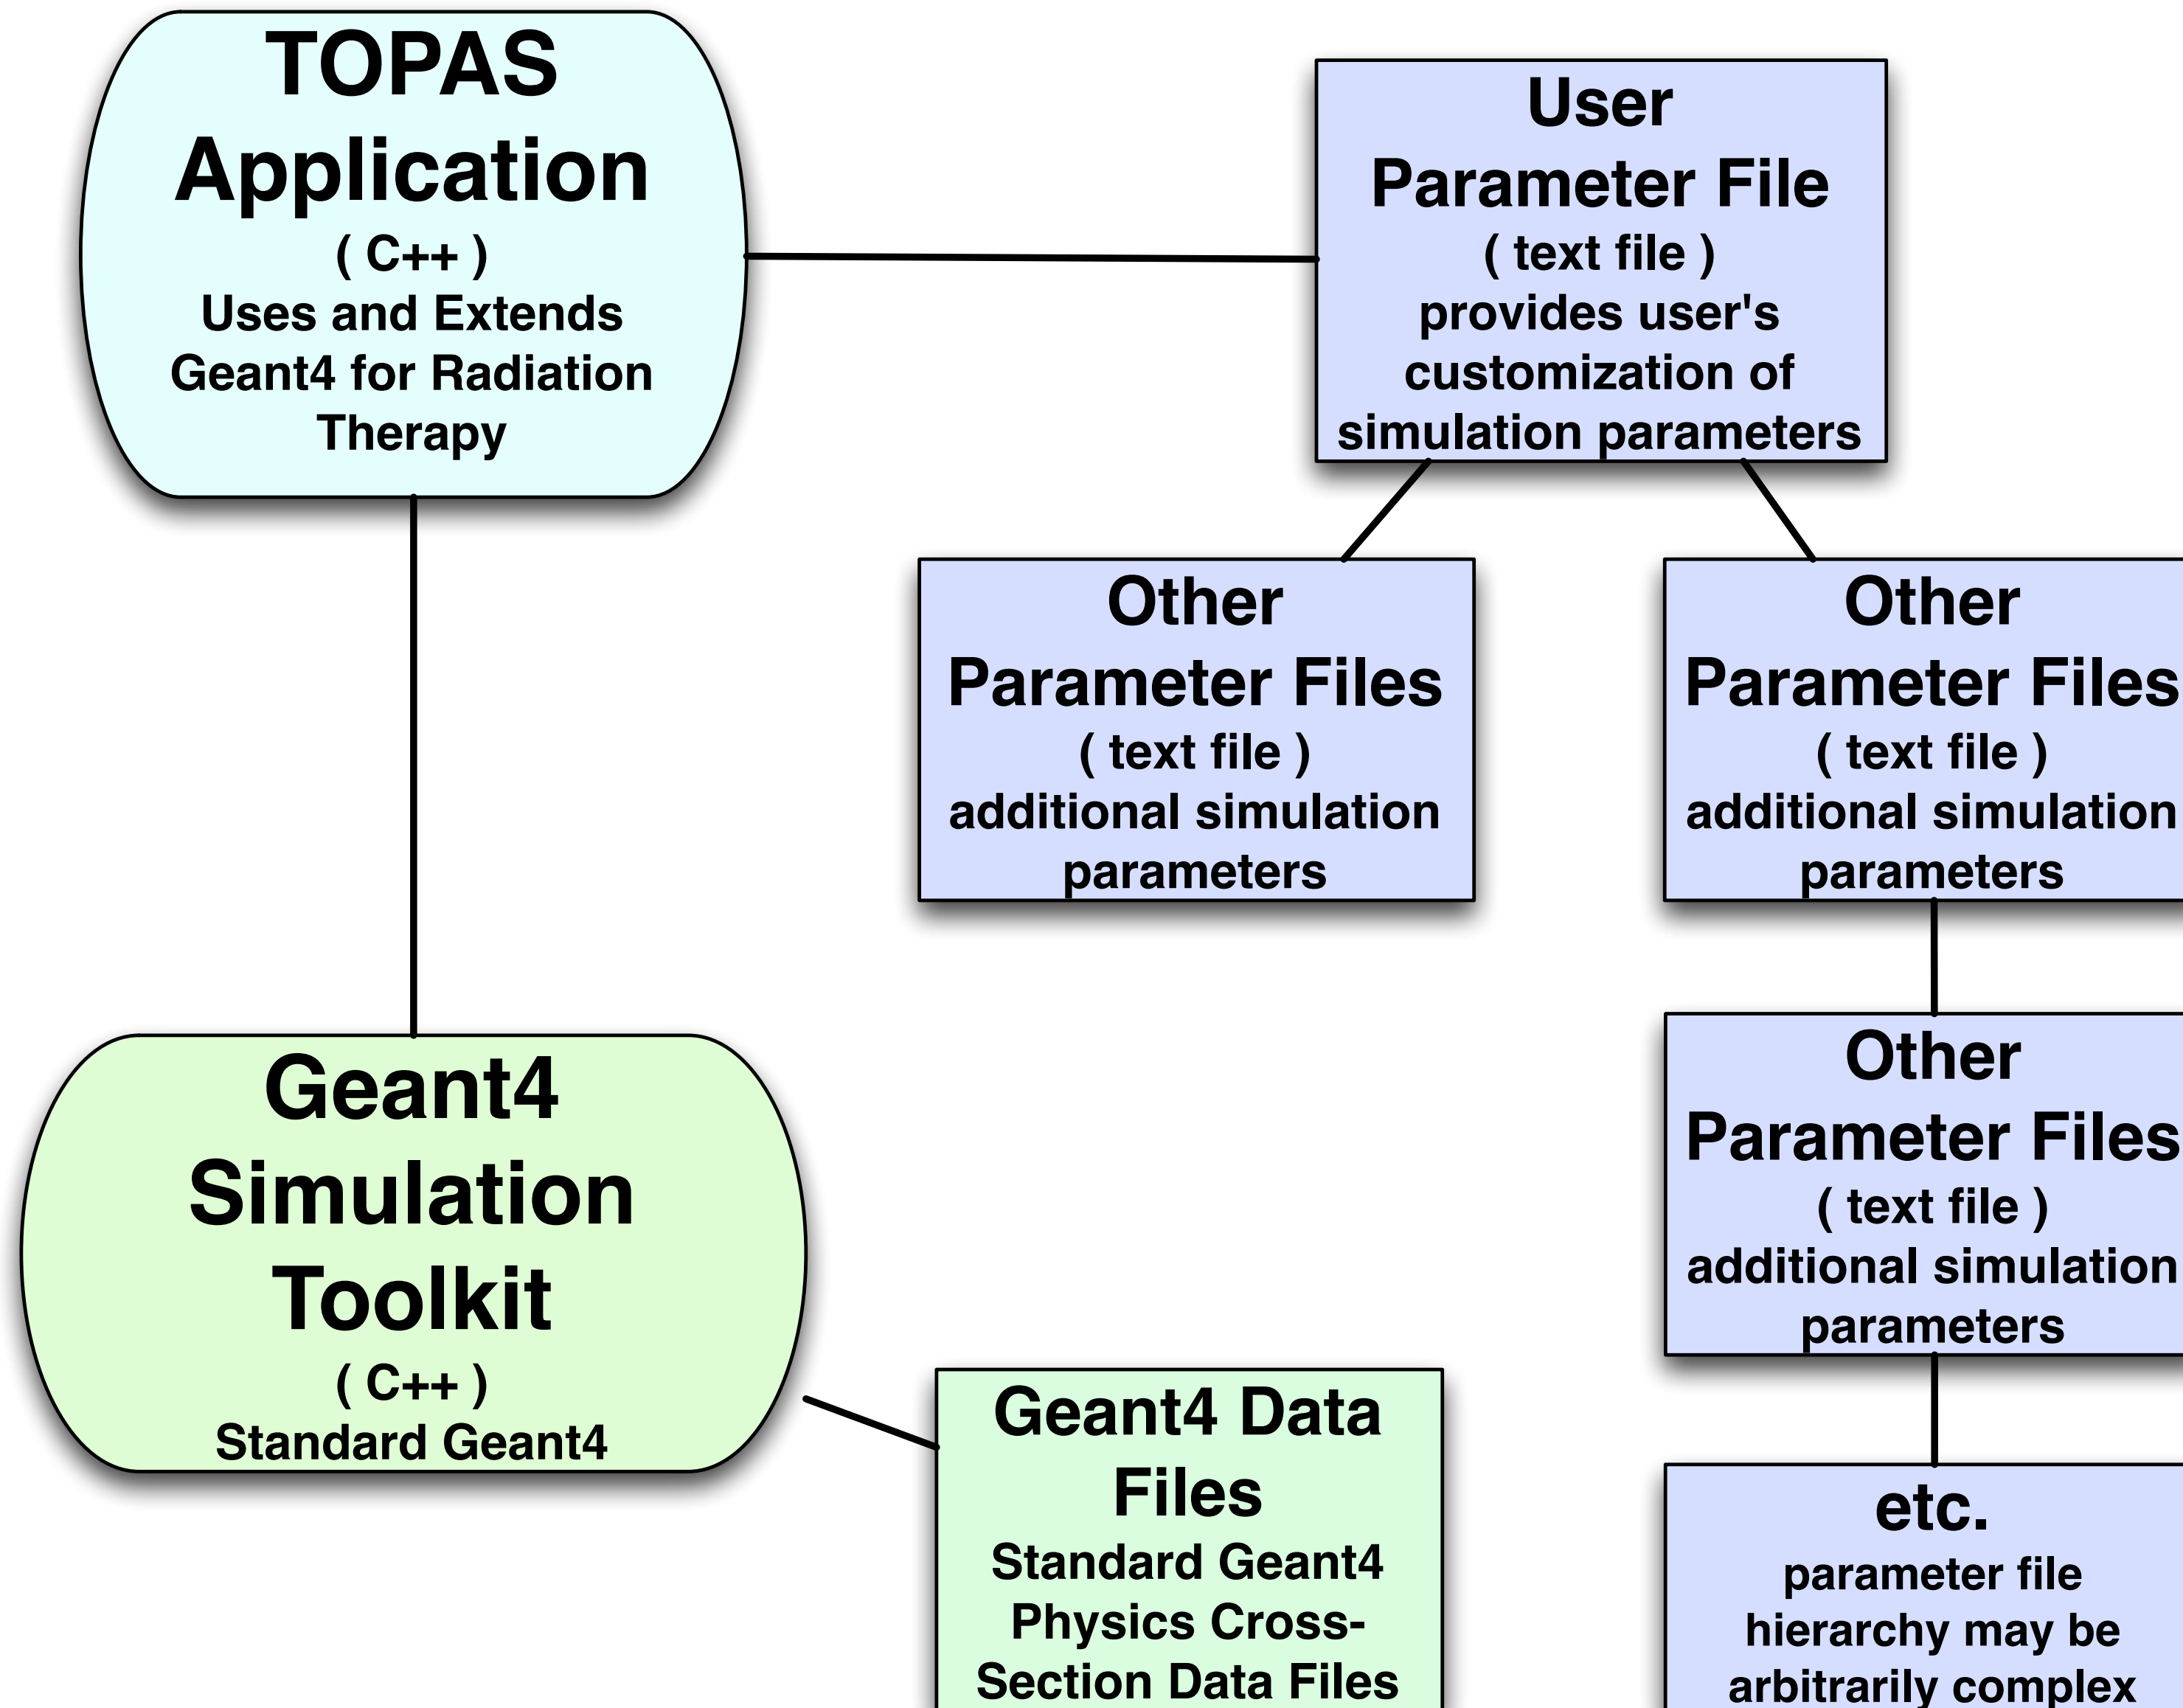 TOPAS
Application
( C++ )
Uses and Extends
Geant4 for Radiation
Therapy
User
Parameter File
( text file )
provides user's
customization of
simulation parameters
Other
Parameter Files
( text file )
additional simulation
parameters
Other
Parameter Files
( text file )
additional simulation
parameters
Other
Parameter Files
( text file )
additional simulation
parameters
Geant4
Simulation
Toolkit
( C++ )
Standard Geant4
Geant4 Data
Files
Standard Geant4
Physics Cross-
Section Data Files
etc.
parameter file
hierarchy may be
arbitrarily complex